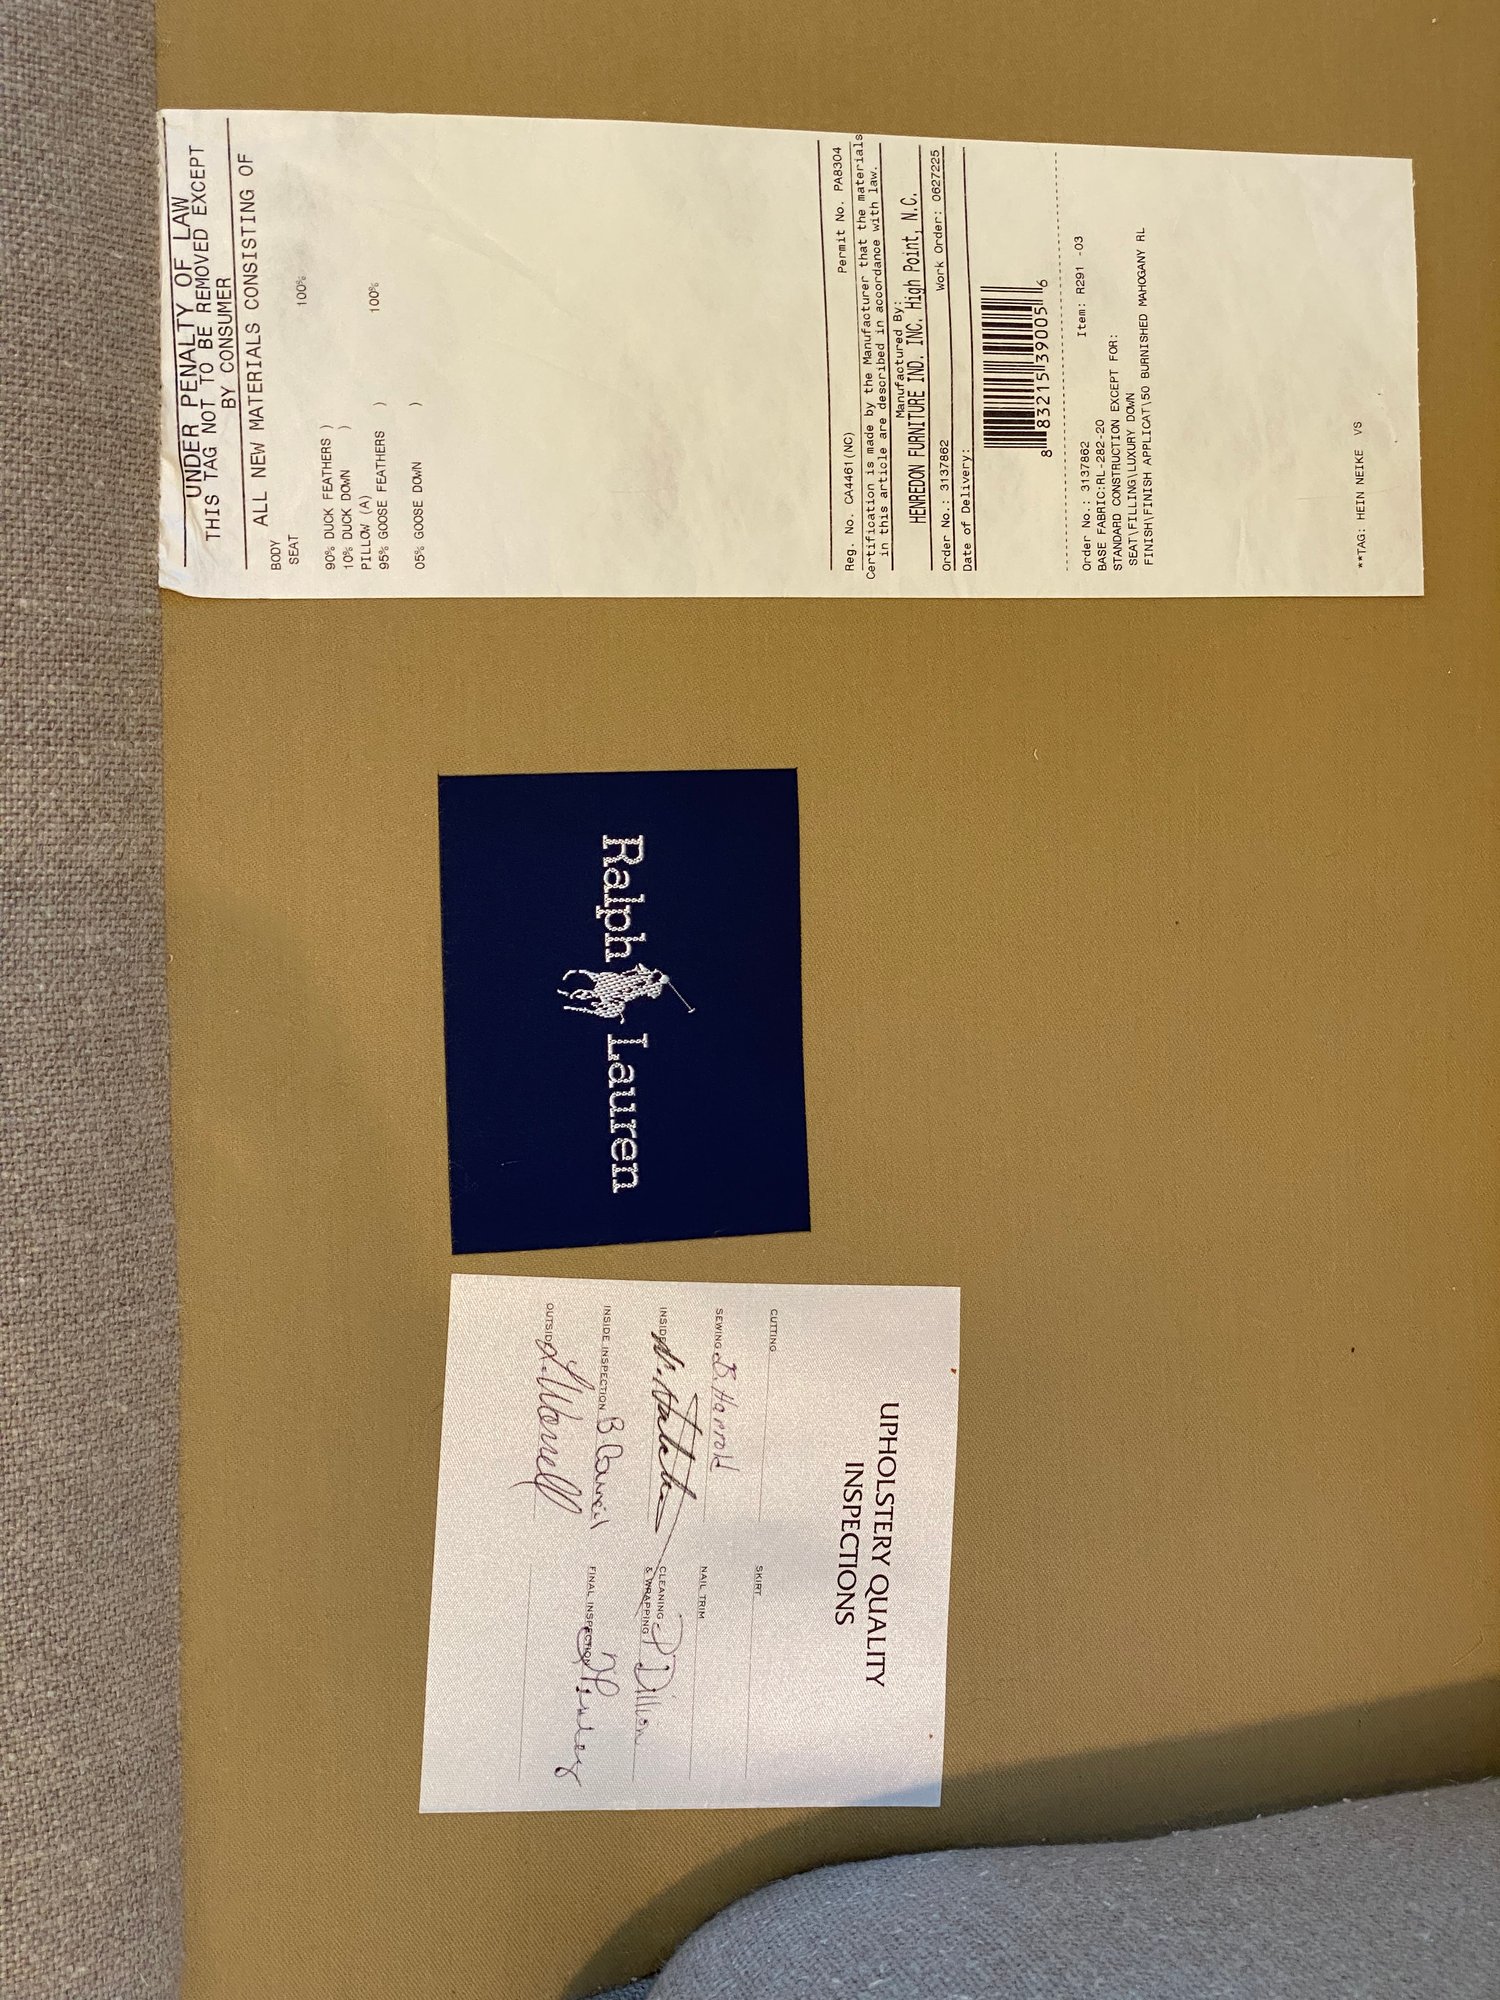 UNDER PENALTY OF LAW
THIS TAG NOT TO BE REMOVED EXCEPT
BY CONSUMER
ALL NEW MATERIALS CONSISTING OF
BODY
SEAT 100%
90% DUCK FEATHERS )
10% DUCK DOWN )
PILLOW (A)
95% GOOSE FEATHERS ) 100%
05% GOOSE DOWN )
Reg. No. CA4461(NC) Permit No. PA8304
Certification is made by the Manufacturer that the materials
in this article are described in accordance with law.
Manufactured By:
HENREDON FURNITURE IND. INC. High Point, N.C.
Order No.: 3137862 Work Order: 0627225
Date of Delivery:
8 83215 39005 6
Order No.: 3137862 Item: R291 -03
BASE FABRIC:RL-282-20
STANDARD CONSTRUCTION EXCEPT FOR:
SEAT\FILLING\LUXURY DOWN
FINISH\FINISH APPLICAT\50 BURNISHED MAHOGANY RL
**TAG: HEIN NEIKE VS
Ralph Lauren
UPHOLSTERY QUALITY
INSPECTIONS
CUTTING
SEWING B. Harrold
INSIDE
INSIDE INSPECTION B Council
OUTSIDE L. Worrell
SKIRT
NAIL TRIM
CLEANING
& WRAPPING P Dillion
FINAL INSPECTION